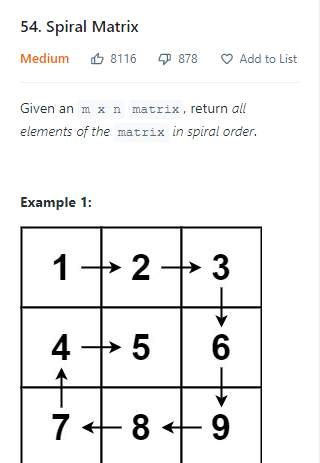 54. Spiral Matrix
Medium 8116 878 Add to List
Given an m x n matrix, return all
elements of the matrix in spiral order.
Example 1:
1 2 3
4 5 6
7 8 9